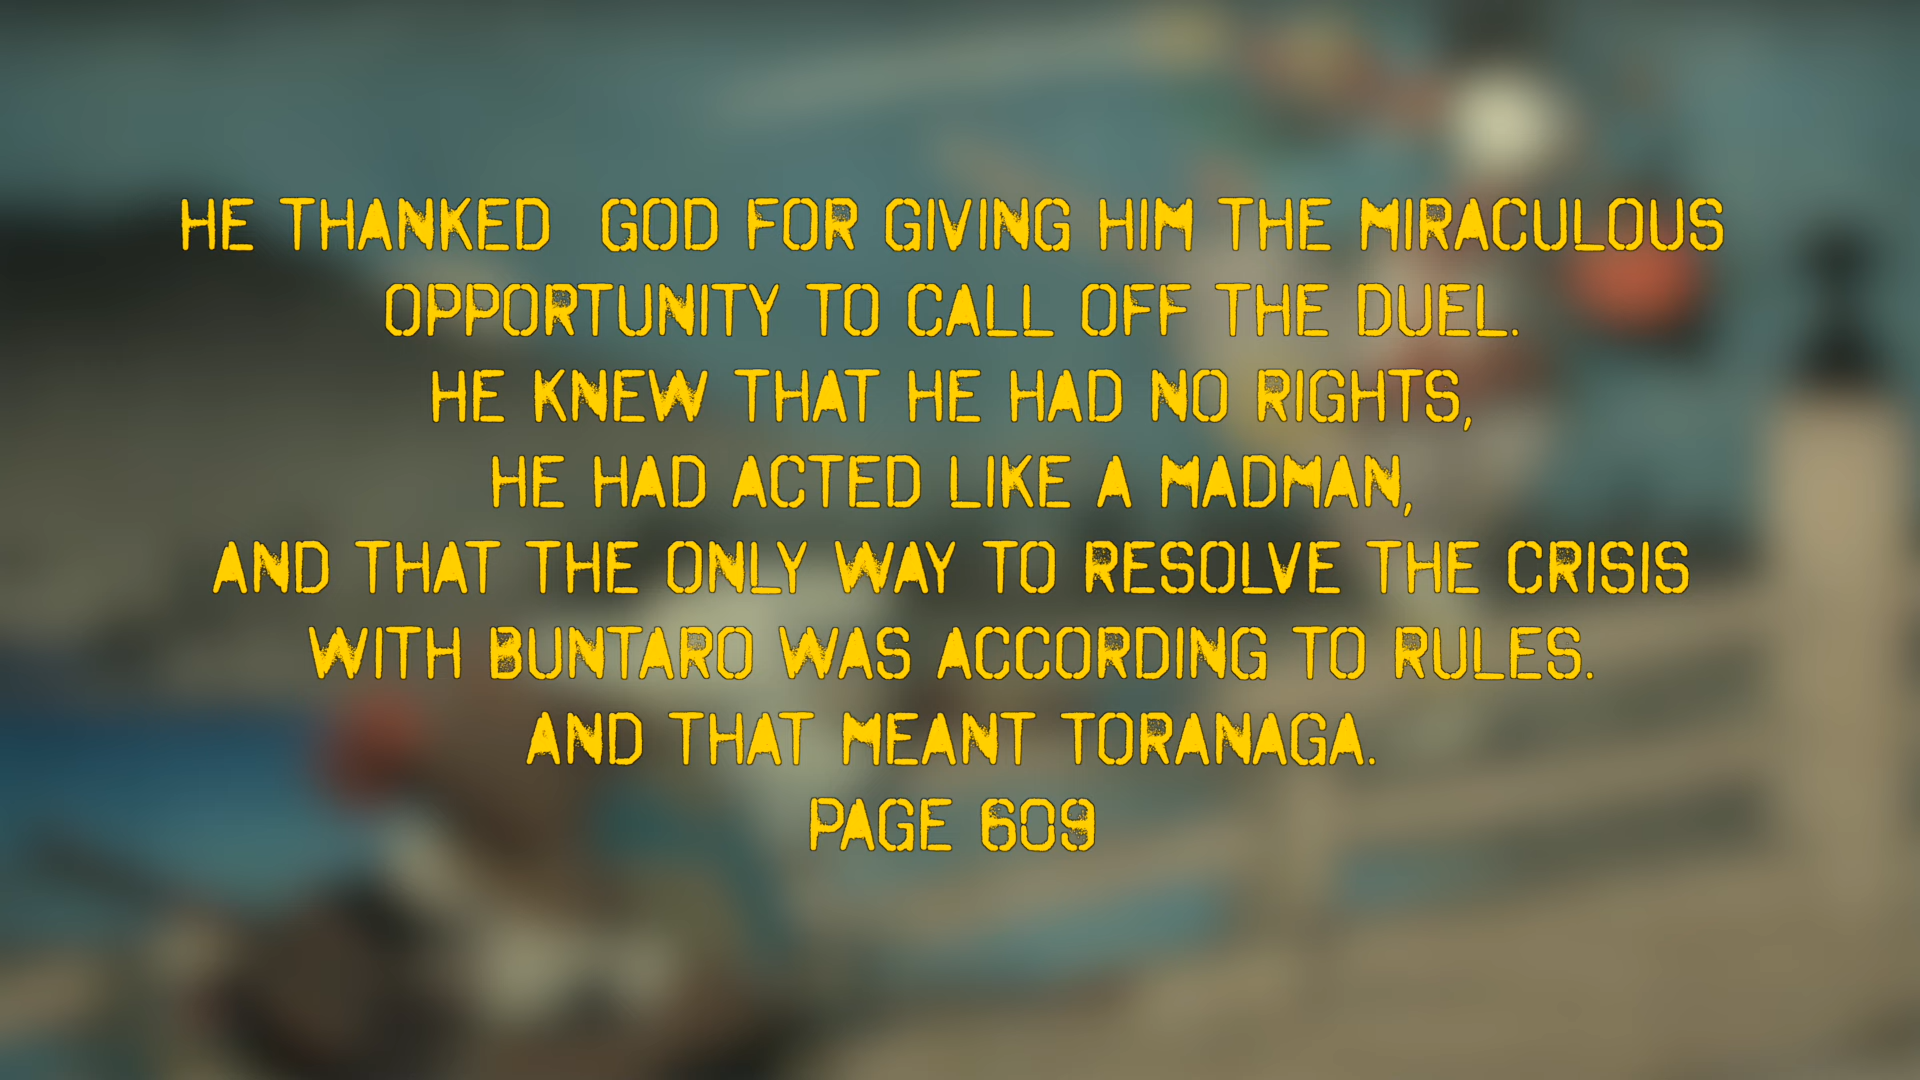 HE THANKED  GOD FOR GIVING HIM THE MIRACULOUS
OPPORTUNITY TO CALL OFF THE DUEL.
HE KNEW THAT HE HAD NO RIGHTS,
HE HAD ACTED LIKE A MADMAN,
AND THAT THE ONLY WAY TO RESOLVE THE CRISIS
WITH BUNTARO WAS ACCORDING TO RULES.
AND THAT MEANT TORANAGA.
PAGE 609